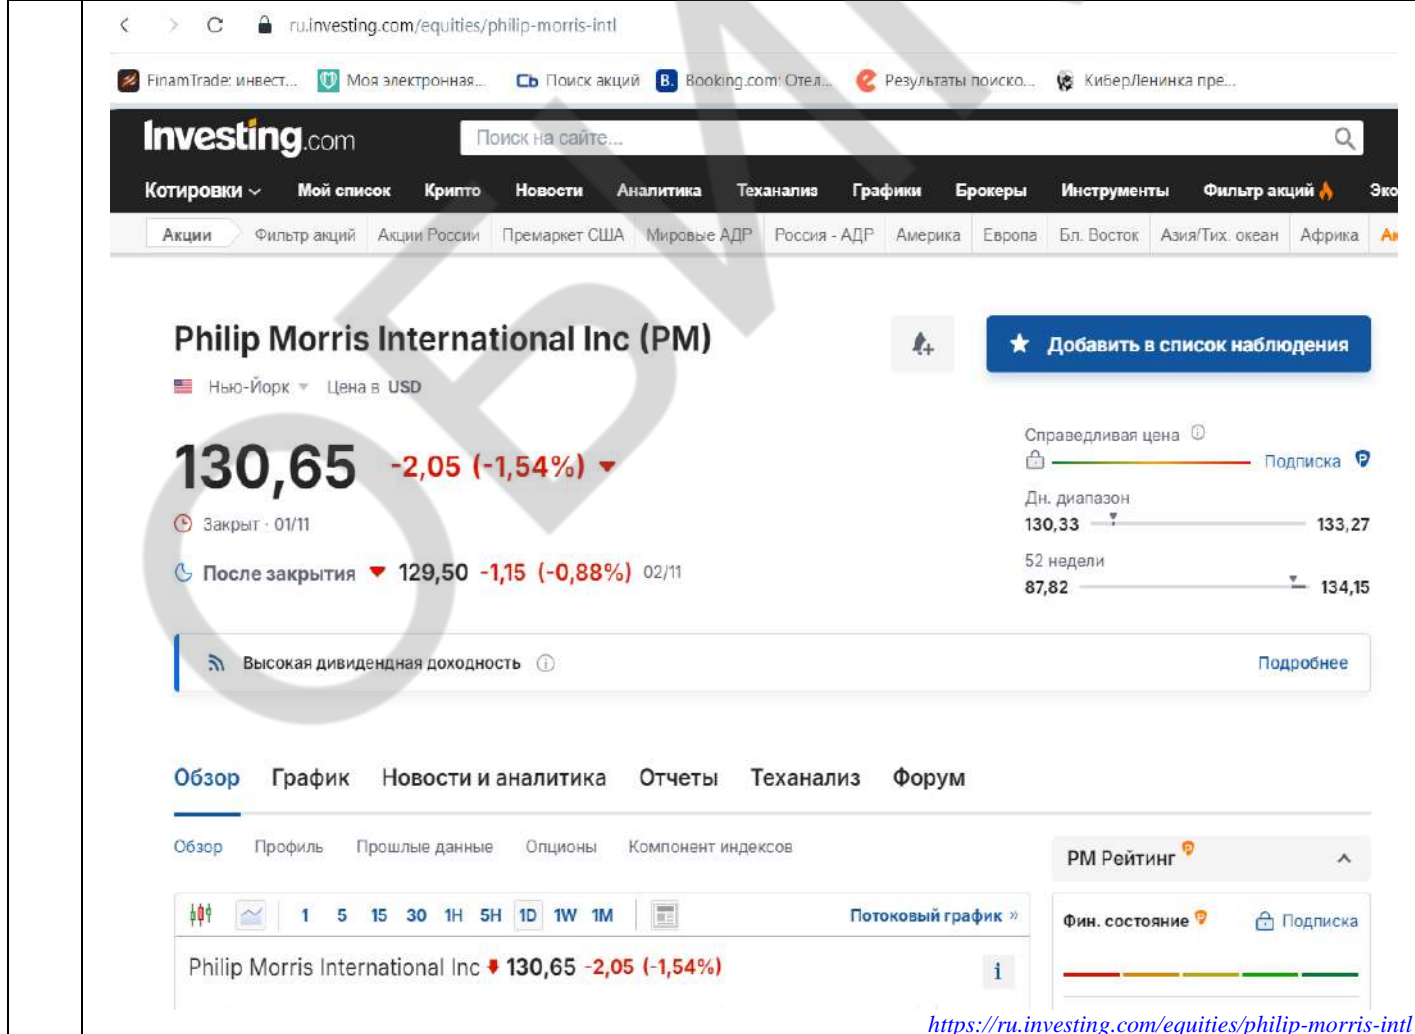 ru.investing.com/equities/philip-morris-intl
FinamTrade: инвест... Моя электронная... Сь Поиск акций B. Booking.com: Отел... Результаты поиско... КиберЛенинка пре...
Investing.com Поиск на сайте...
Котировки Мой список Крипто Новости Аналитика Теханализ Графики Брокеры Инструменты Фильтр акций Эко
Акции Фильтр акций Акции России Премаркет США Мировые АДР Россия - АДР Америка Европа Бл. Восток Азия/Тих. океан Африка Ак
Philip Morris International Inc (PM) Добавить в список наблюдения
Нью-Йорк Цена в USD
130,65 -2,05 (-1,54%)
Закрыт · 01/11
После закрытия 129,50 -1,15 (-0,88%) 02/11
Справедливая цена
Подписка
Дн. диапазон
130,33 133,27
52 недели
87,82 134,15
Высокая дивидендная доходность Подробнее
Обзор График Новости и аналитика Отчеты Теханализ Форум
Обзор Профиль Прошлые данные Опционы Компонент индексов
PM Рейтинг
1 5 15 30 1H 5H 1D 1W 1M Потоковый график »
Фин. состояние Подписка
Philip Morris International Inc 130,65 -2,05 (-1,54%)
https://ru.investing.com/equities/philip-morris-intl